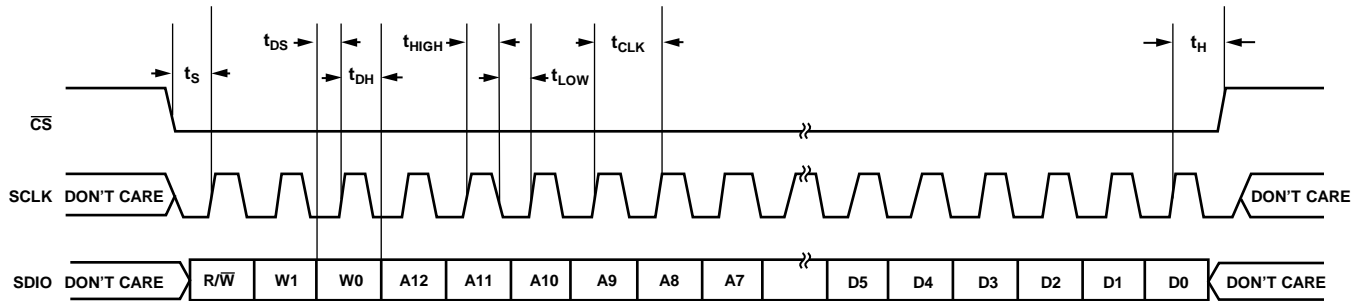 tDS tHIGH tCLK tH
tS tDH tLOW
CS
SCLK DON'T CARE DON'T CARE
SDIO DON'T CARE R/W W1 W0 A12 A11 A10 A9 A8 A7 D5 D4 D3 D2 D1 D0 DON'T CARE